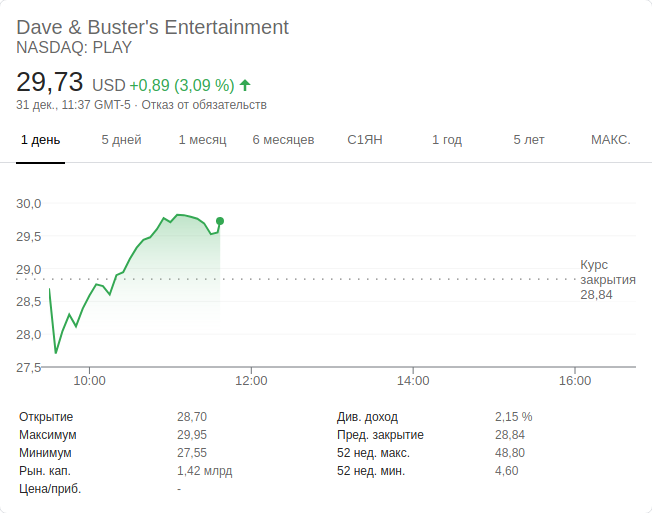 Dave & Buster's Entertainment
NASDAQ: PLAY
29,73 USD +0,89 (3,09 %)
31 дек., 11:37 GMT-5 · Отказ от обязательств
1 день 5 дней 1 месяц 6 месяцев С1ЯН 1 год 5 лет МАКС.
30,0
29,5
29,0
28,5
28,0
27,5
Курс
закрытия
28,84
10:00 12:00 14:00 16:00
Открытие 28,70 Див. доход 2,15 %
Максимум 29,95 Пред. закрытие 28,84
Минимум 27,55 52 нед. макс. 48,80
Рын. кап. 1,42 млрд 52 нед. мин. 4,60
Цена/приб. -